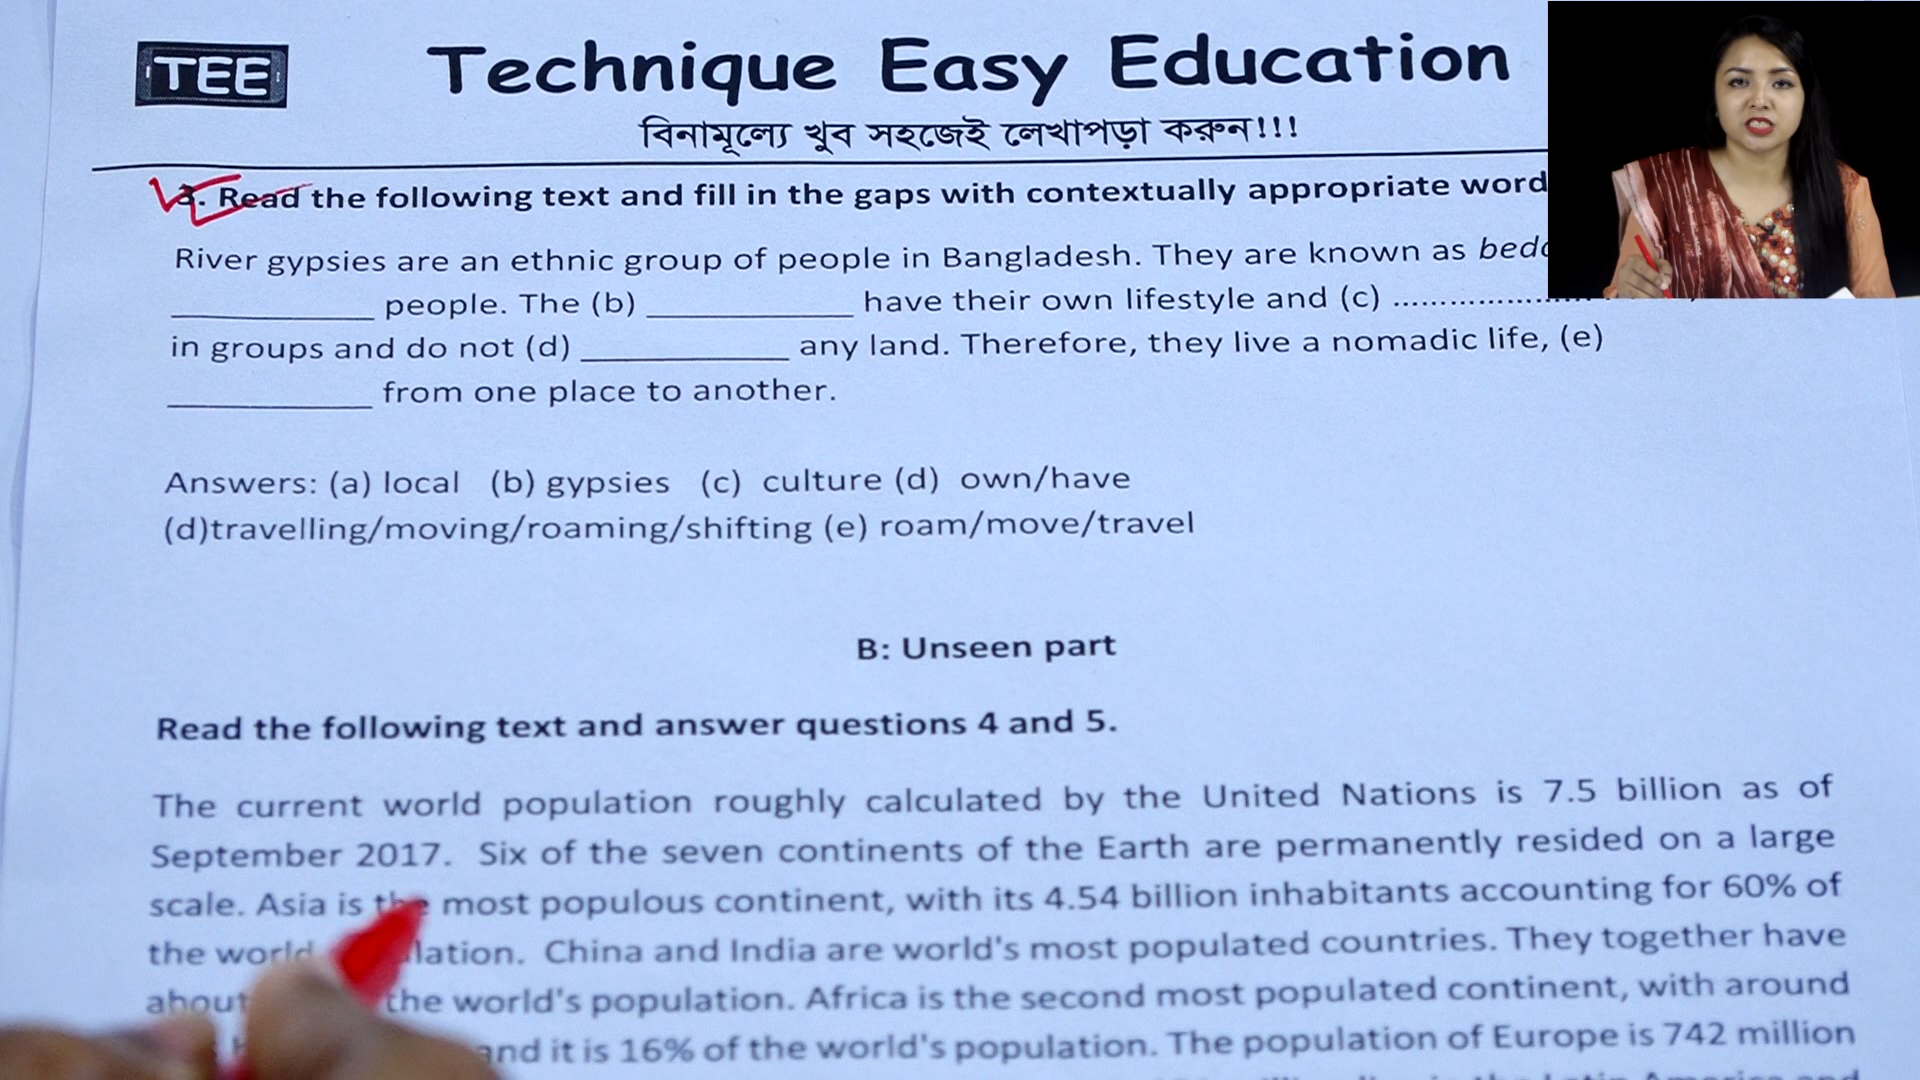 TEE
Technique Easy Education
বিনামূল্যে খুব সহজেই লেখাপড়া করুন!!!
3. Read the following text and fill in the gaps with contextually appropriate word
River gypsies are an ethnic group of people in Bangladesh. They are known as
____________ people. The (b) ____________ have their own lifestyle and (c) ......................
in groups and do not (d) ____________ any land. Therefore, they live a nomadic life, (e)
____________ from one place to another.
Answers: (a) local (b) gypsies (c) culture (d) own/have
(d)travelling/moving/roaming/shifting (e) roam/move/travel
B: Unseen part
Read the following text and answer questions 4 and 5.
The current world population roughly calculated by the United Nations is 7.5 billion as of
September 2017. Six of the seven continents of the Earth are permanently resided on a large
scale. Asia is the most populous continent, with its 4.54 billion inhabitants accounting for 60% of
the world China and India are world's most populated countries. They together have
about the world's population. Africa is the second most populated continent, with around
and it is 16% of the world's population. The population of Europe is 742 million